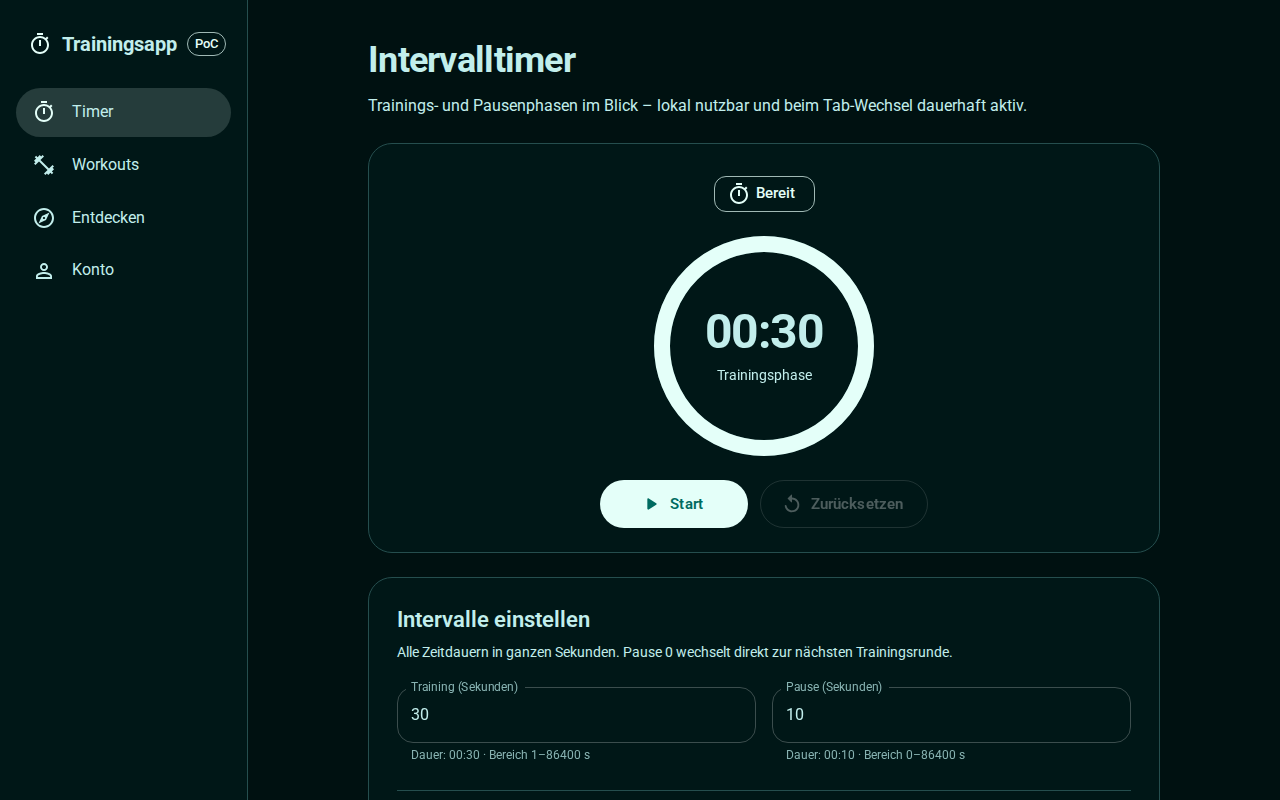 Trainingsapp PoC
Timer
Workouts
Entdecken
Konto
Intervalltimer
Trainings- und Pausenphasen im Blick – lokal nutzbar und beim Tab-Wechsel dauerhaft aktiv.
Bereit
00:30
Trainingsphase
Start
Zurücksetzen
Intervalle einstellen
Alle Zeitdauern in ganzen Sekunden. Pause 0 wechselt direkt zur nächsten Trainingsrunde.
Training (Sekunden)
30
Dauer: 00:30 · Bereich 1–86400 s
Pause (Sekunden)
10
Dauer: 00:10 · Bereich 0–86400 s